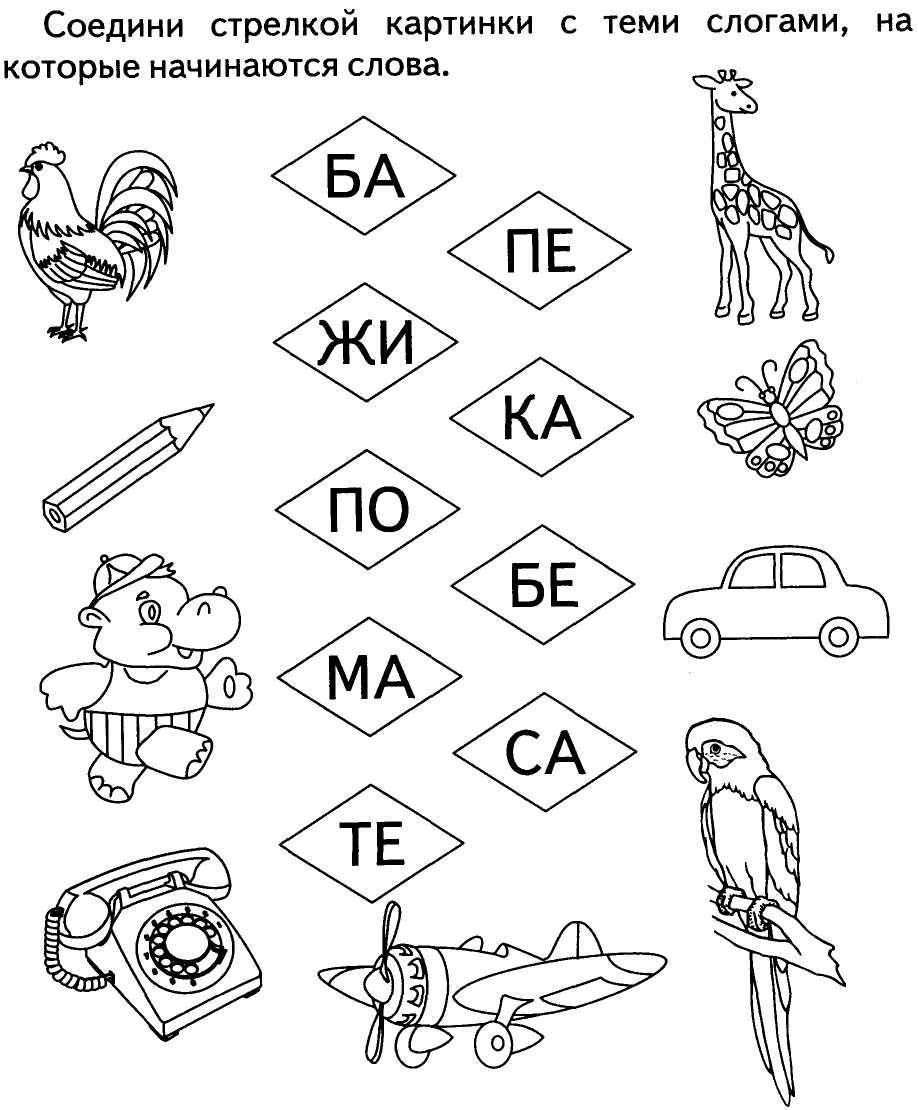 Соедини стрелкой картинки с теми слогами, на
которые начинаются слова.
БА
ПЕ
ЖИ
КА
ПО
БЕ
МА
СА
ТЕ